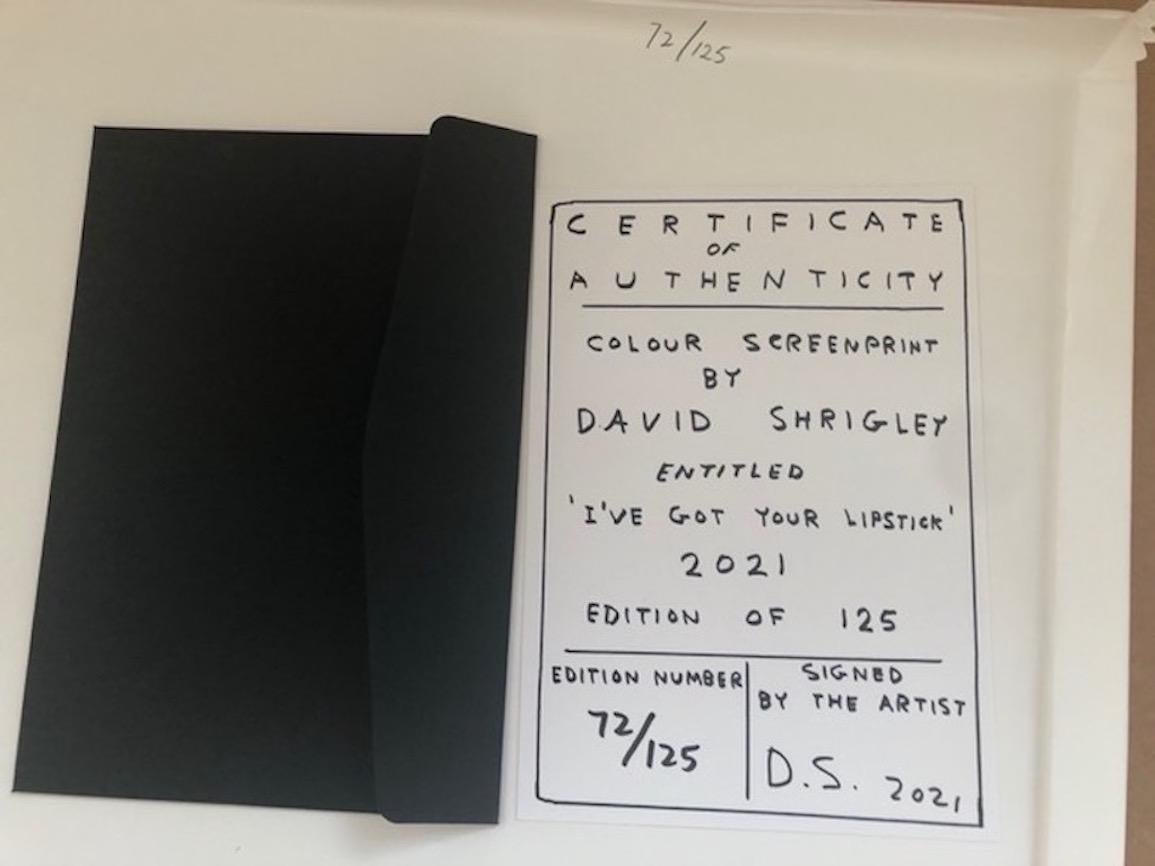 72/125
CERTIFICATE
OF
AUTHENTICITY
COLOUR SCREENPRINT
BY
DAVID SHRIGLEY
ENTITLED
'I'VE GOT YOUR LIPSTICK'
2021
EDITION OF 125
EDITION NUMBER
72/125
SIGNED
BY THE ARTIST
D.S. 2021